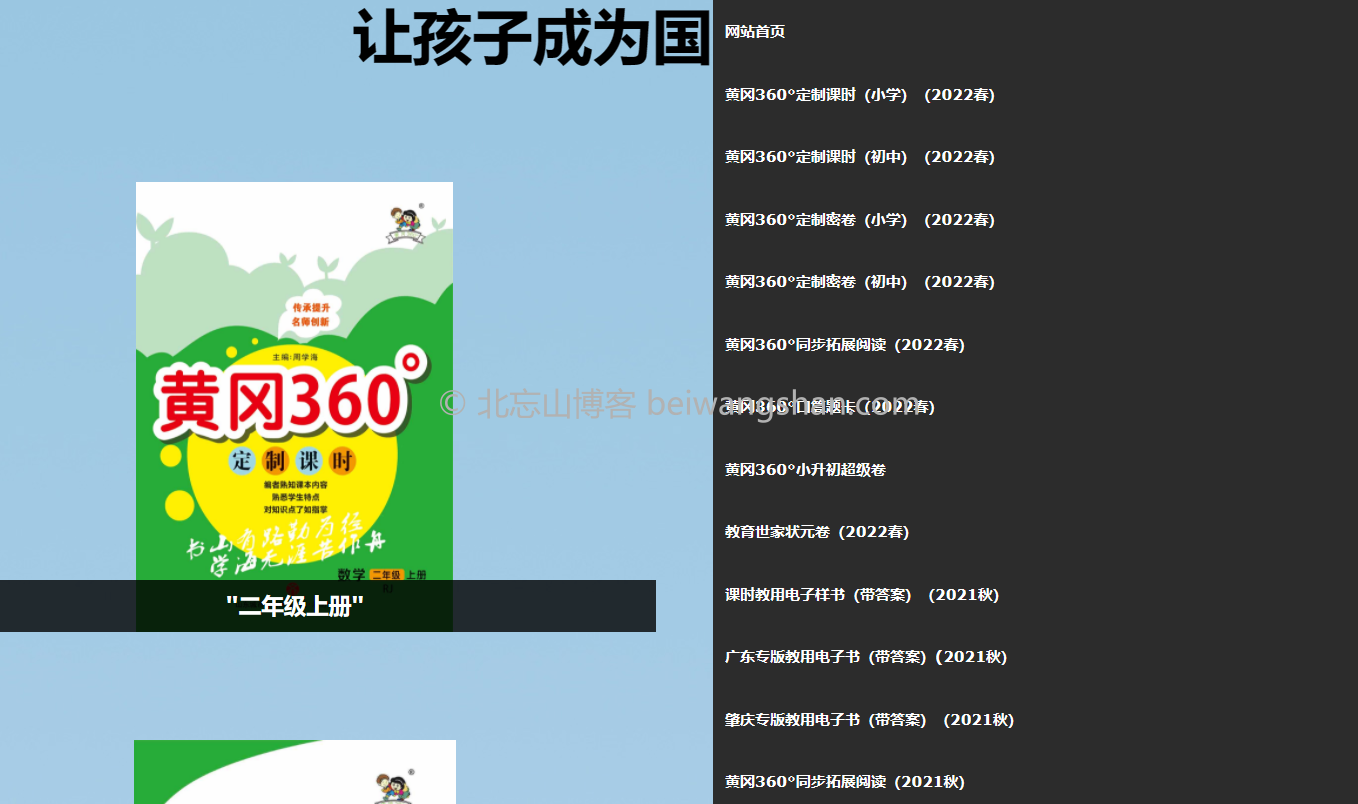 让孩子成为国
传承提升
名师创新
主编:周学海
黄冈360°
定制课时
编者熟知课本内容
熟悉学生特点
对知识点了如指掌
书山有路勤为径
学海无涯苦作舟
数学 二年级 上册
"二年级上册"
网站首页
黄冈360°定制课时（小学）（2022春）
黄冈360°定制课时（初中）（2022春）
黄冈360°定制密卷（小学）（2022春）
黄冈360°定制密卷（初中）（2022春）
黄冈360°同步拓展阅读（2022春）
© 北忘山博客 beiwangshan.com
黄冈360°口算题卡（2022春）
黄冈360°小升初超级卷
教育世家状元卷（2022春）
课时教用电子样书（带答案）（2021秋）
广东专版教用电子书（带答案）（2021秋）
肇庆专版教用电子书（带答案）（2021秋）
黄冈360°同步拓展阅读（2021秋）